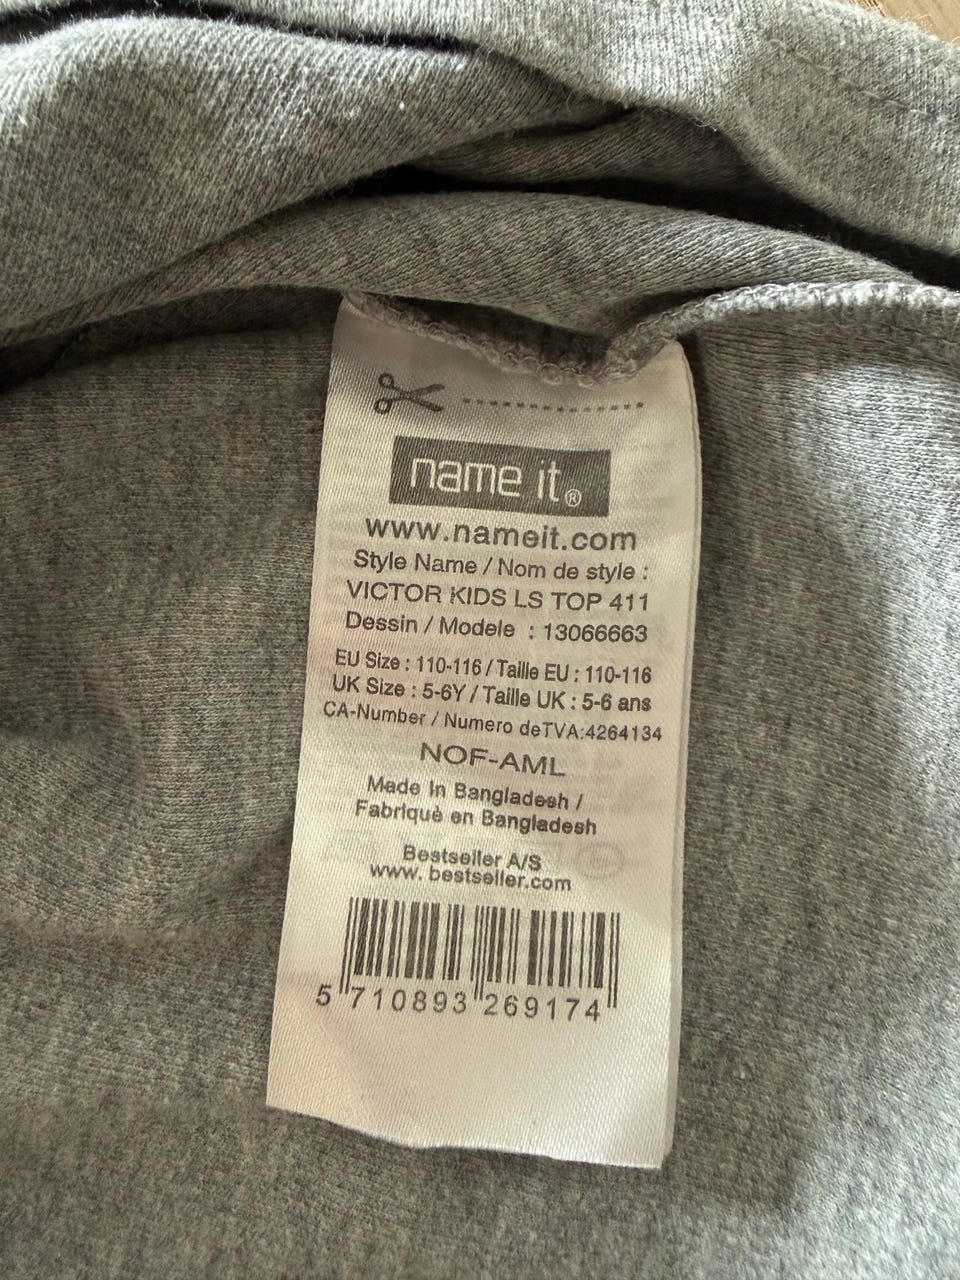 name it®
www.nameit.com
Style Name / Nom de style :
VICTOR KIDS LS TOP 411
Dessin / Modele : 13066663
EU Size : 110-116 / Taille EU : 110-116
UK Size : 5-6Y / Taille UK : 5-6 ans
CA-Number / Numero deTVA:4264134
NOF-AML
Made In Bangladesh /
Fabriquè en Bangladesh
Bestseller A/S
www. bestseller.com
5 710893 269174